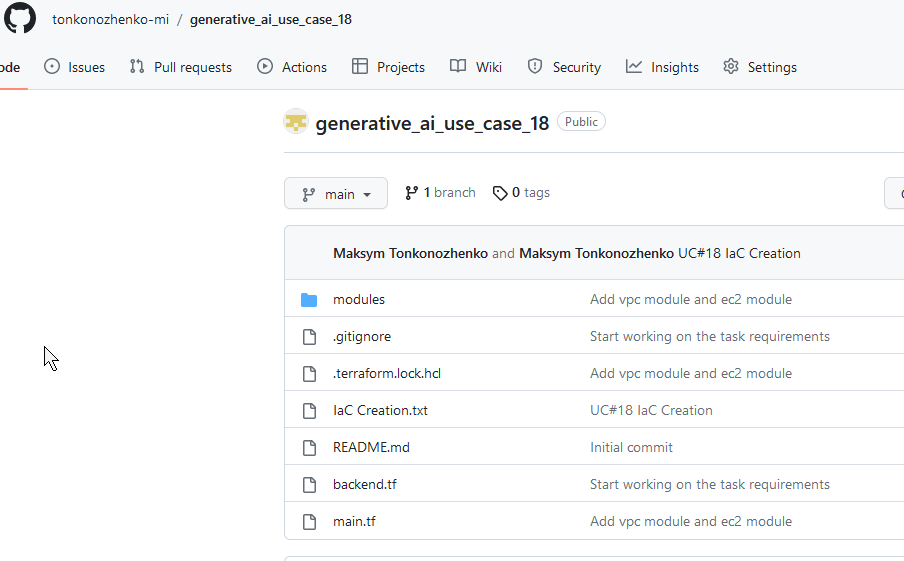 tonkonozhenko-mi / generative_ai_use_case_18
ode Issues Pull requests Actions Projects Wiki Security Insights Settings
generative_ai_use_case_18 Public
main 1 branch 0 tags
Maksym Tonkonozhenko and Maksym Tonkonozhenko UC#18 IaC Creation
modules Add vpc module and ec2 module
.gitignore Start working on the task requirements
.terraform.lock.hcl Add vpc module and ec2 module
IaC Creation.txt UC#18 IaC Creation
README.md Initial commit
backend.tf Start working on the task requirements
main.tf Add vpc module and ec2 module